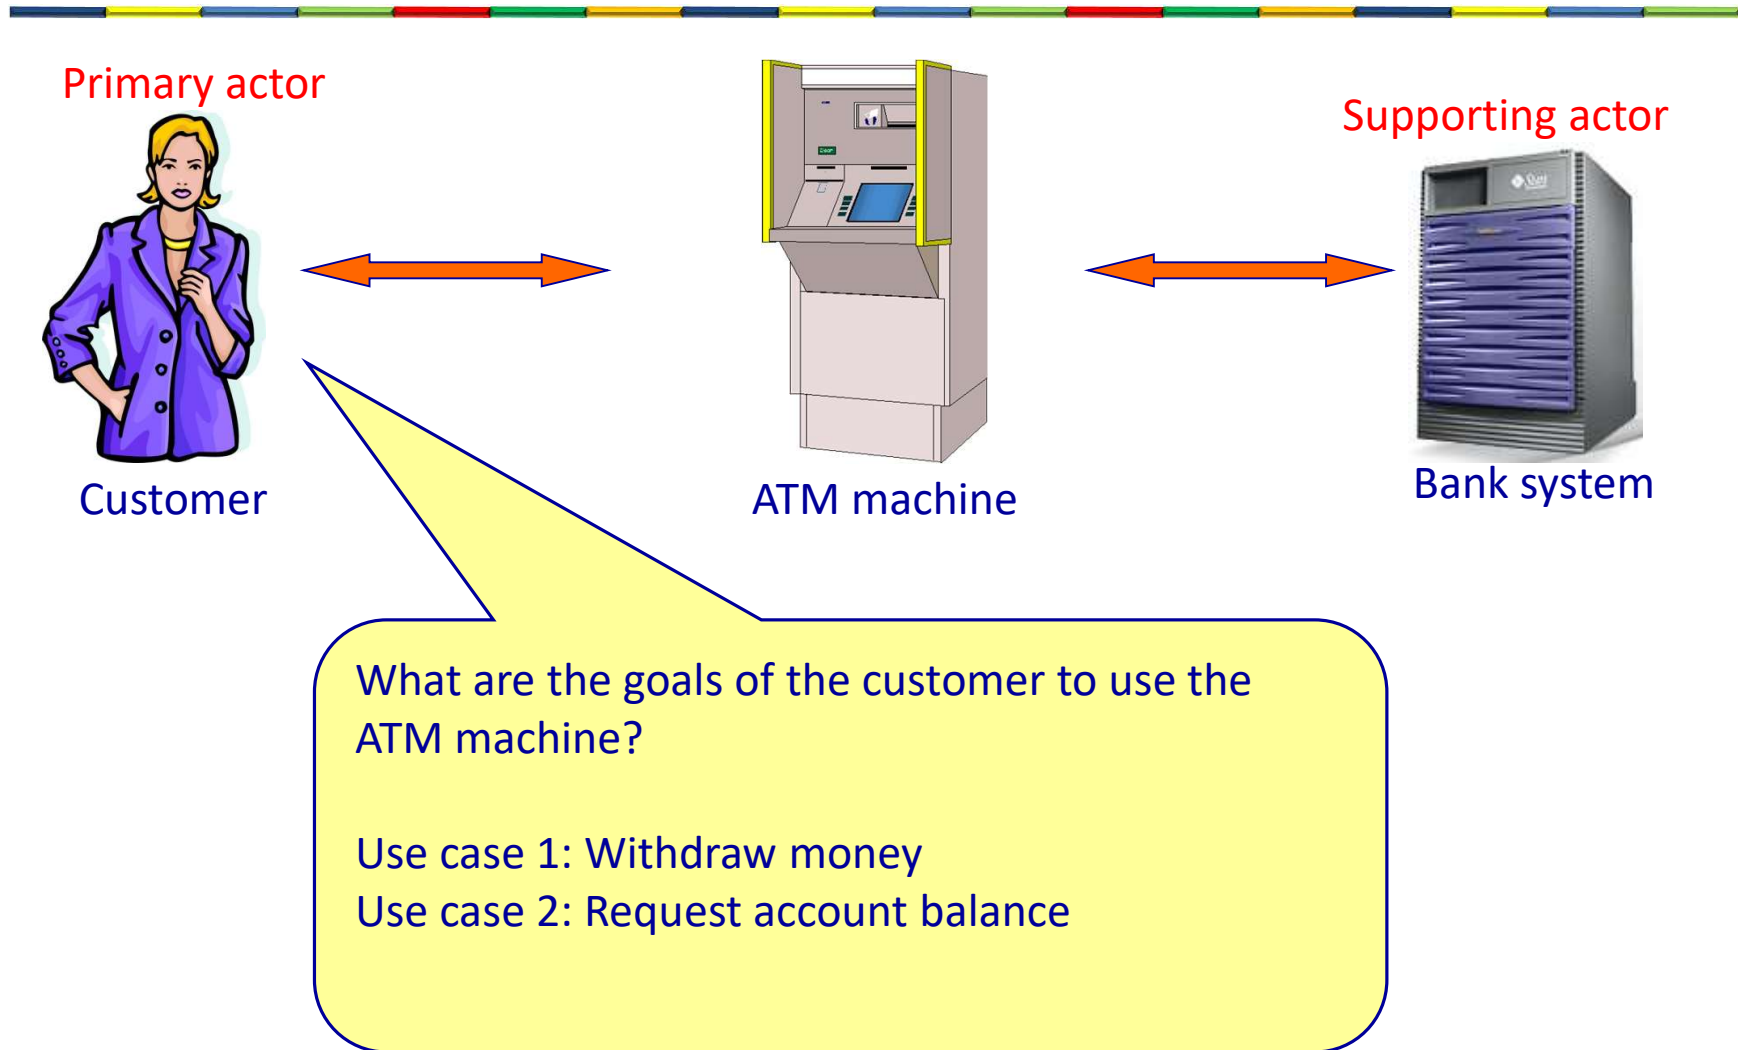 Primary actor
Supporting actor
Sun
Customer
ATM machine
Bank system
What are the goals of the customer to use the
ATM machine?
Use case 1: Withdraw money
Use case 2: Request account balance